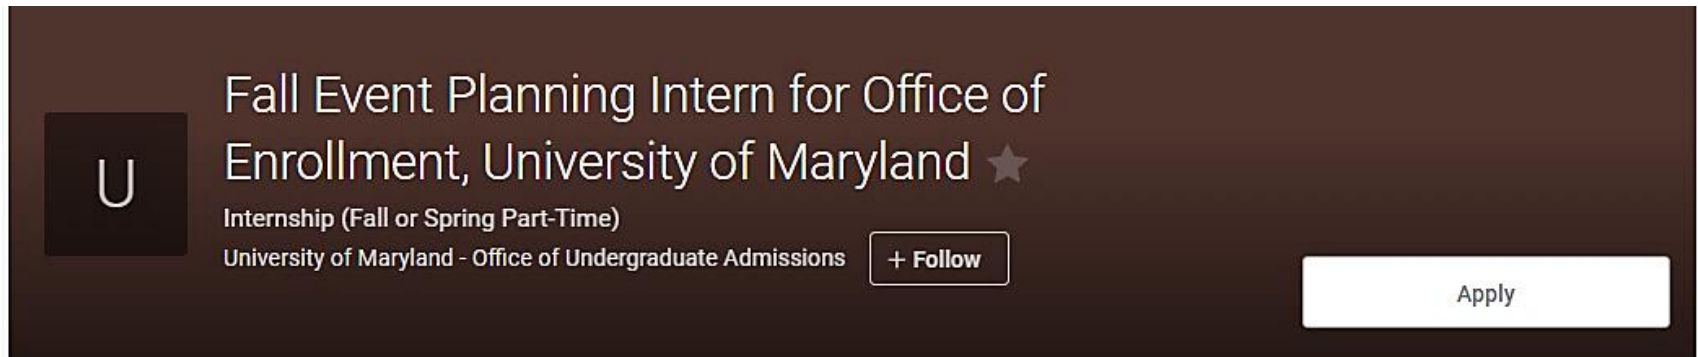 U
Fall Event Planning Intern for Office of
Enrollment, University of Maryland
Internship (Fall or Spring Part-Time)
University of Maryland - Office of Undergraduate Admissions
+ Follow
Apply